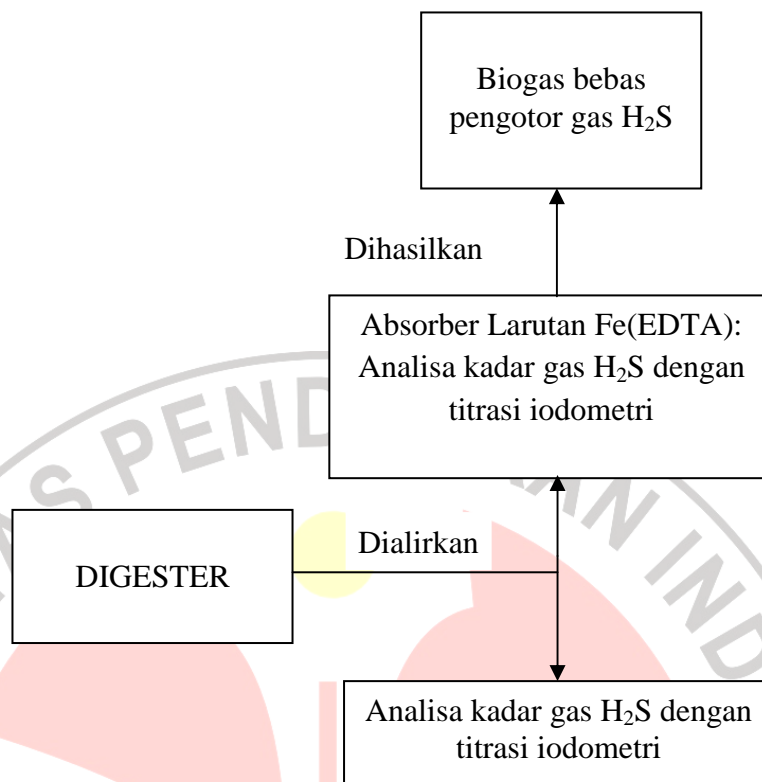 Biogas bebas
pengotor gas H₂S
Dihasilkan
Absorber Larutan Fe(EDTA):
Analisa kadar gas H₂S dengan
titrasi iodometri
DIGESTER
Dialirkan
Analisa kadar gas H₂S dengan
titrasi iodometri